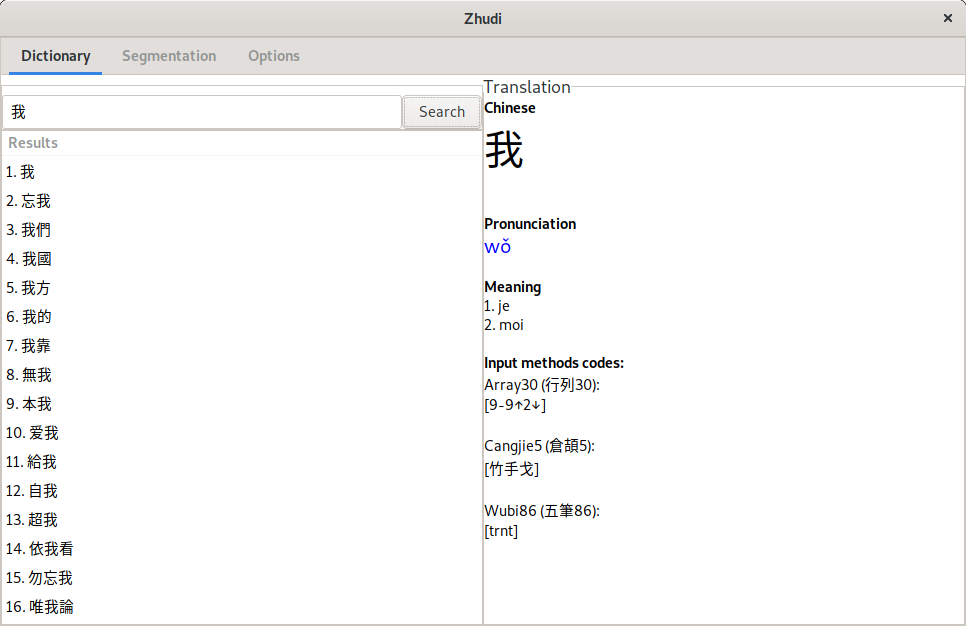 Zhudi
Dictionary Segmentation Options
我 Search
Results
1. 我
2. 忘我
3. 我們
4. 我國
5. 我方
6. 我的
7. 我靠
8. 無我
9. 本我
10. 爱我
11. 給我
12. 自我
13. 超我
14. 依我看
15. 勿忘我
16. 唯我論
Translation
Chinese
我
Pronunciation
wǒ
Meaning
1. je
2. moi
Input methods codes:
Array30 (行列30):
[9-9↑2↓]
Cangjie5 (倉頡5):
[竹手戈]
Wubi86 (五筆86):
[trnt]